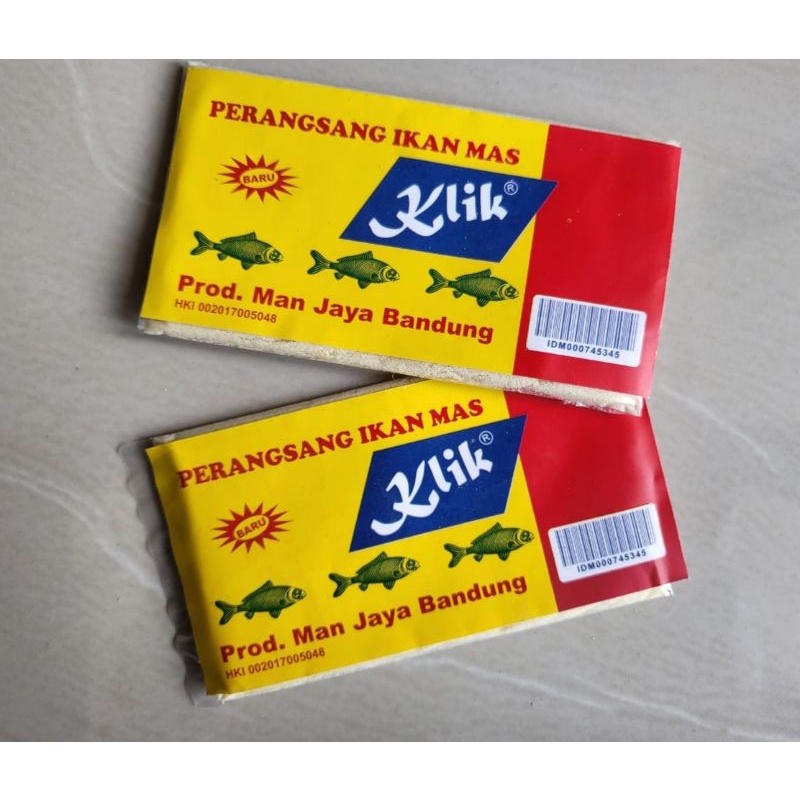 PERANGSANG IKAN MAS
BARU
Klik®
Prod. Man Jaya Bandung
HKI 002017005048
IDM000745345
PERANGSANG IKAN MAS
BARU
Klik®
Prod. Man Jaya Bandung
HKI 002017005048
IDM000745345